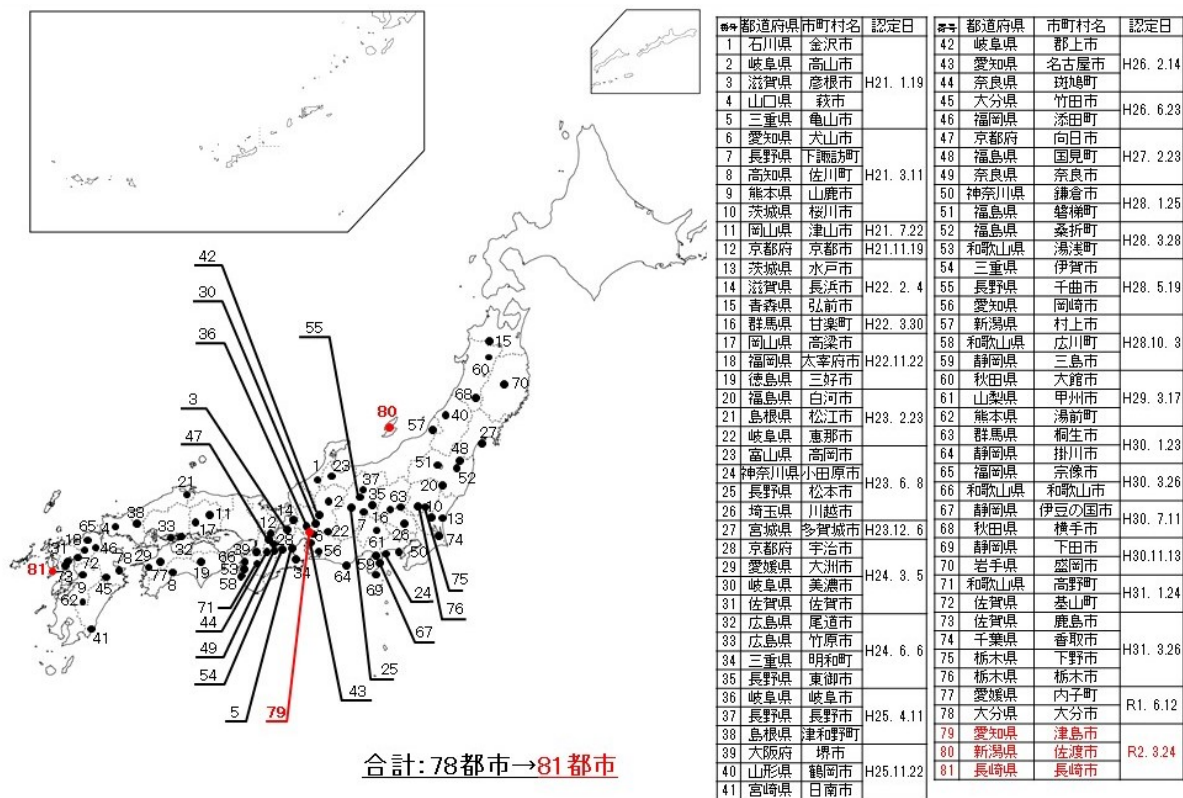 42
30
36
55
15
60
70
3
80
68
40
47
57
27
48
51
52
1
23
21
37
20
2
35
63
11
14
7
10
13
65
4
12
16
33
17
6
22
26
74
18
28
61
31
46
32
39
56
50
81
78
29
66
59
73
53
34
64
9
45
77
8
19
58
69
24
75
62
71
76
41
44
67
49
25
54
43
5
79
合計:78都市→81都市
番号 都道府県 市町村名 認定日
1 石川県 金沢市
2 岐阜県 高山市
3 滋賀県 彦根市 H21. 1.19
4 山口県 萩市
5 三重県 亀山市
6 愛知県 犬山市
7 長野県 下諏訪町
8 高知県 佐川町 H21. 3.11
9 熊本県 山鹿市
10 茨城県 桜川市
11 岡山県 津山市 H21. 7.22
12 京都府 京都市 H21.11.19
13 茨城県 水戸市
14 滋賀県 長浜市 H22. 2. 4
15 青森県 弘前市
16 群馬県 甘楽町 H22. 3.30
17 岡山県 高梁市
18 福岡県 太宰府市 H22.11.22
19 徳島県 三好市
20 福島県 白河市
21 島根県 松江市 H23. 2.23
22 岐阜県 恵那市
23 富山県 高岡市
24 神奈川県 小田原市 H23. 6. 8
25 長野県 松本市
26 埼玉県 川越市
27 宮城県 多賀城市 H23.12. 6
28 京都府 宇治市
29 愛媛県 大洲市 H24. 3. 5
30 岐阜県 美濃市
31 佐賀県 佐賀市
32 広島県 尾道市
33 広島県 竹原市 H24. 6. 6
34 三重県 明和町
35 長野県 東御市
36 岐阜県 岐阜市
37 長野県 長野市 H25. 4.11
38 島根県 津和野町
39 大阪府 堺市
40 山形県 鶴岡市 H25.11.22
41 宮崎県 日南市
番号 都道府県 市町村名 認定日
42 岐阜県 郡上市
43 愛知県 名古屋市 H26. 2.14
44 奈良県 斑鳩町
45 大分県 竹田市 H26. 6.23
46 福岡県 添田町
47 京都府 向日市
48 福島県 国見町 H27. 2.23
49 奈良県 奈良市
50 神奈川県 鎌倉市 H28. 1.25
51 福島県 磐梯町
52 福島県 桑折町 H28. 3.28
53 和歌山県 湯浅町
54 三重県 伊賀市
55 長野県 千曲市 H28. 5.19
56 愛知県 岡崎市
57 新潟県 村上市
58 和歌山県 広川町 H28.10. 3
59 静岡県 三島市
60 秋田県 大館市
61 山梨県 甲州市 H29. 3.17
62 熊本県 湯前町
63 群馬県 桐生市 H30. 1.23
64 静岡県 掛川市
65 福岡県 宗像市 H30. 3.26
66 和歌山県 和歌山市
67 静岡県 伊豆の国市 H30. 7.11
68 秋田県 横手市
69 静岡県 下田市 H30.11.13
70 岩手県 盛岡市
71 和歌山県 高野町 H31. 1.24
72 佐賀県 基山町
73 佐賀県 鹿島市
74 千葉県 香取市 H31. 3.26
75 栃木県 下野市
76 栃木県 栃木市
77 愛媛県 内子町 R1. 6.12
78 大分県 大分市
79 愛知県 津島市
80 新潟県 佐渡市 R2. 3.24
81 長崎県 長崎市